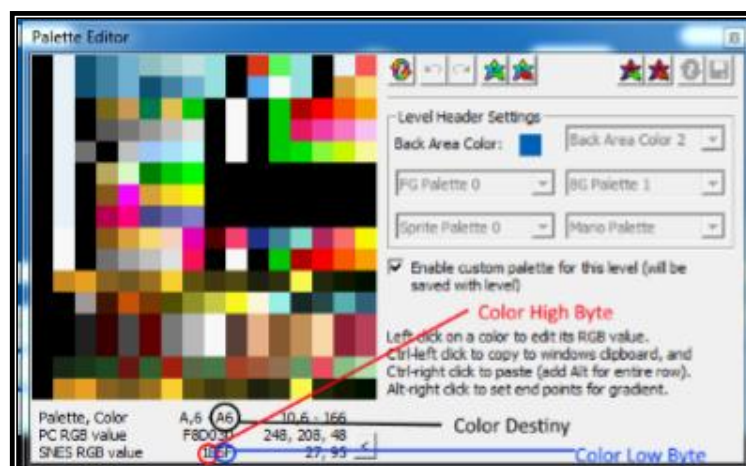 Palette Editor
Level Header Settings
Back Area Color:
Back Area Color 2
FG Palette 0
BG Palette 1
Sprite Palette 0
Mario Palette
Enable custom palette for this level (will be
saved with level)
Color High Byte
Left click on a color to edit its RGB value.
Ctrl-left click to copy to windows clipboard, and
Ctrl-right click to paste (add Alt for entire row).
Alt-right click to set end points for gradient.
Palette, Color A,6 A6 10,6 - 166
Color Destiny
PC RGB value F8D030 248, 208, 48
SNES RGB value 27, 95 <
Color Low Byte